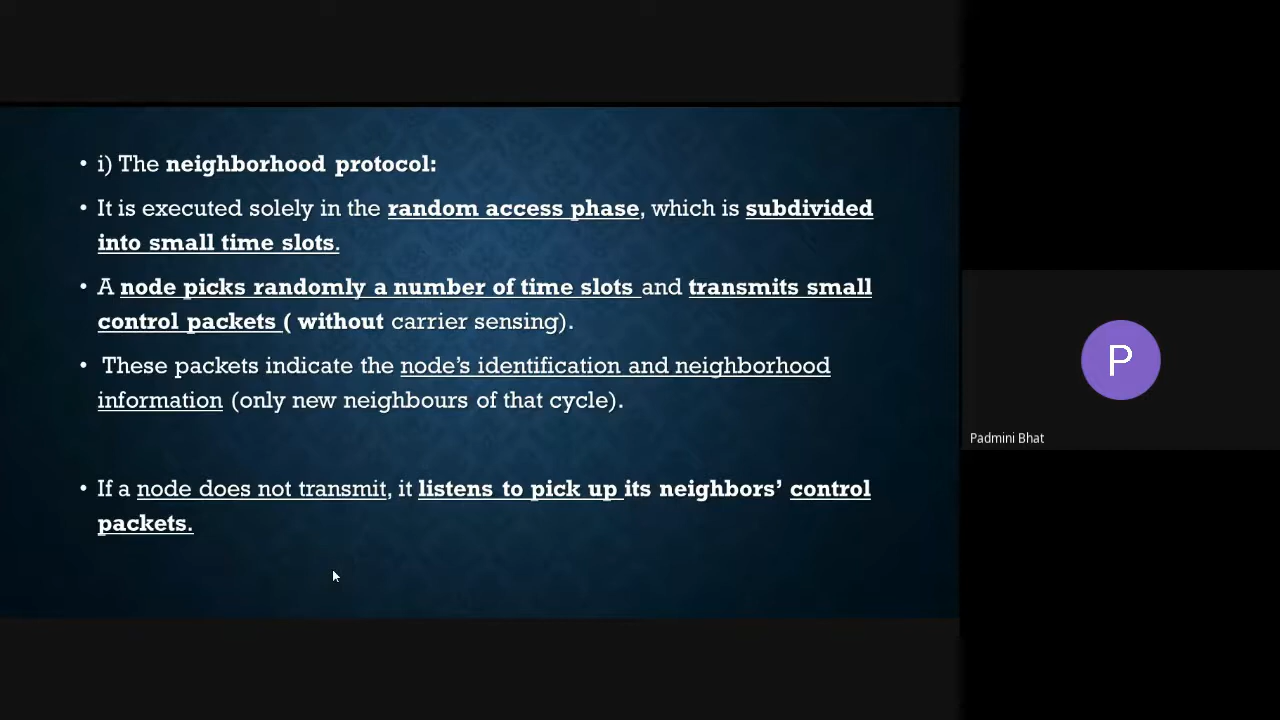 • i) The neighborhood protocol:
• It is executed solely in the random access phase, which is subdivided
into small time slots.
• A node picks randomly a number of time slots and transmits small
control packets ( without carrier sensing).
• These packets indicate the node’s identification and neighborhood
information (only new neighbours of that cycle).
• If a node does not transmit, it listens to pick up its neighbors’ control
packets.
P
Padmini Bhat